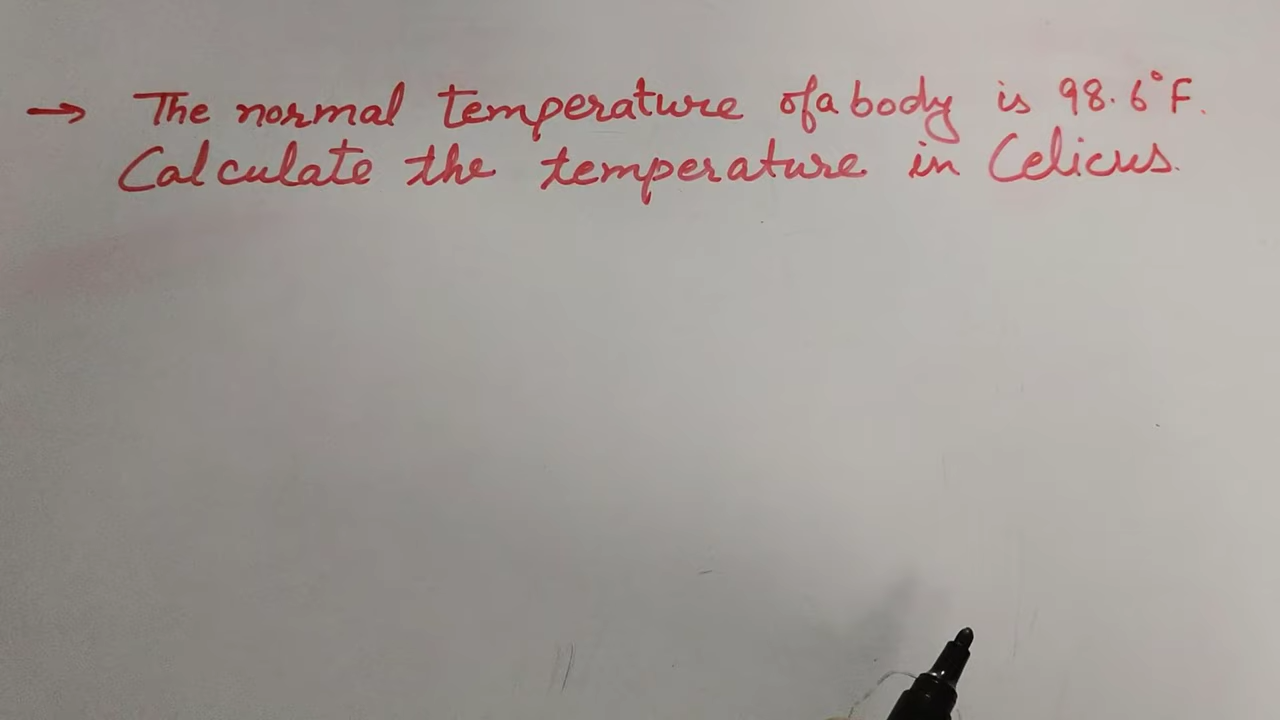 → The normal temperature of a body is 98.6°F.
Calculate the temperature in Celicus.